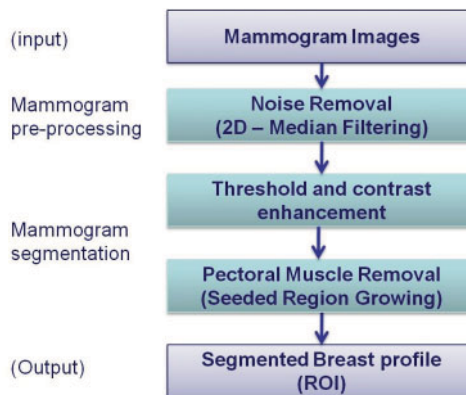 (input)
Mammogram Images
Mammogram
pre-processing
Noise Removal
(2D – Median Filtering)
Threshold and contrast
enhancement
Mammogram
segmentation
Pectoral Muscle Removal
(Seeded Region Growing)
(Output)
Segmented Breast profile
(ROI)